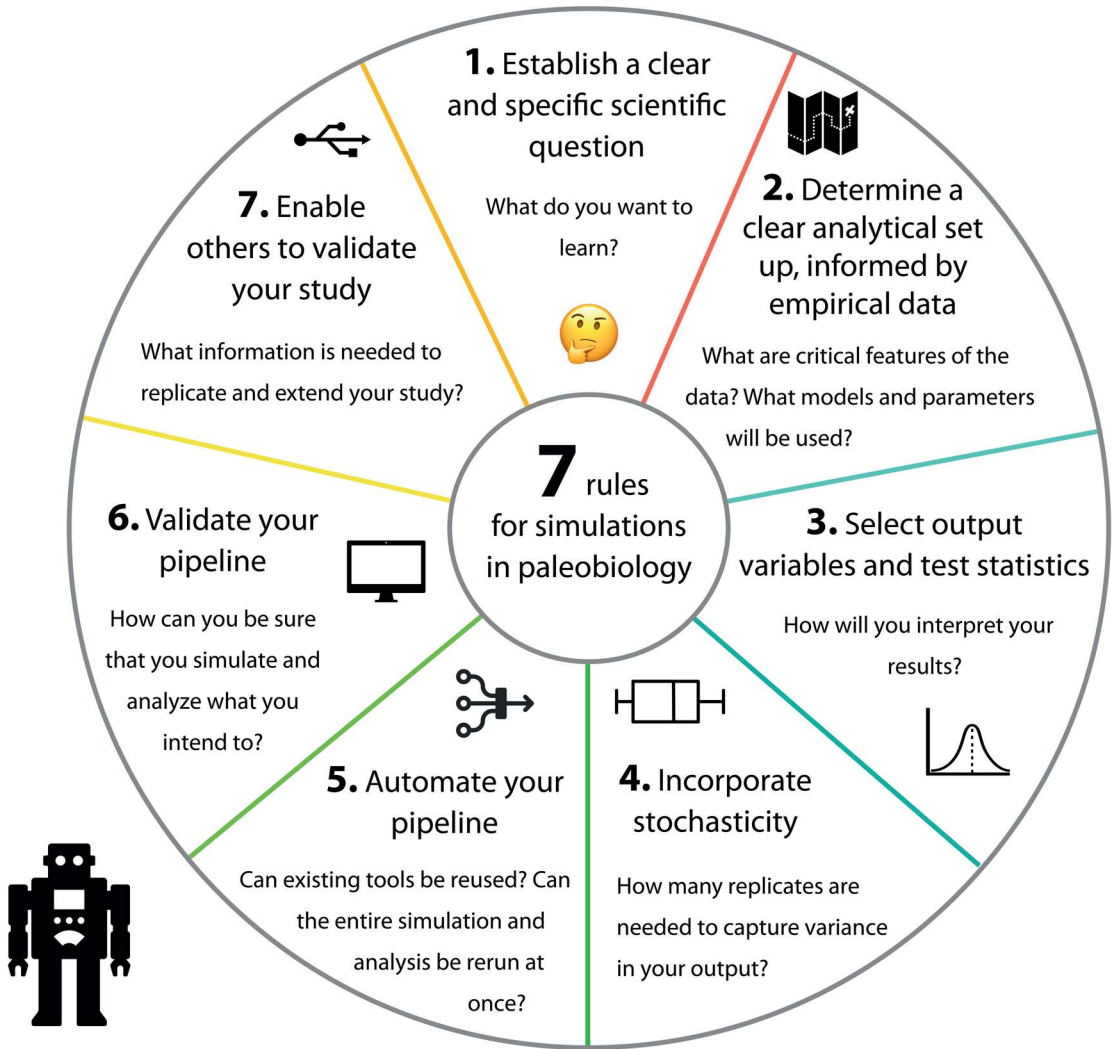 7 rules
for simulations
in paleobiology
1. Establish a clear
and specific scientific
question
What do you want to
learn?
2. Determine a
clear analytical set
up, informed by
empirical data
What are critical features of the
data? What models and parameters
will be used?
3. Select output
variables and test statistics
How will you interpret your
results?
4. Incorporate
stochasticity
How many replicates are
needed to capture variance
in your output?
5. Automate your
pipeline
Can existing tools be reused? Can
the entire simulation and
analysis be rerun at
once?
6. Validate your
pipeline
How can you be sure
that you simulate and
analyze what you
intend to?
7. Enable
others to validate
your study
What information is needed to
replicate and extend your study?